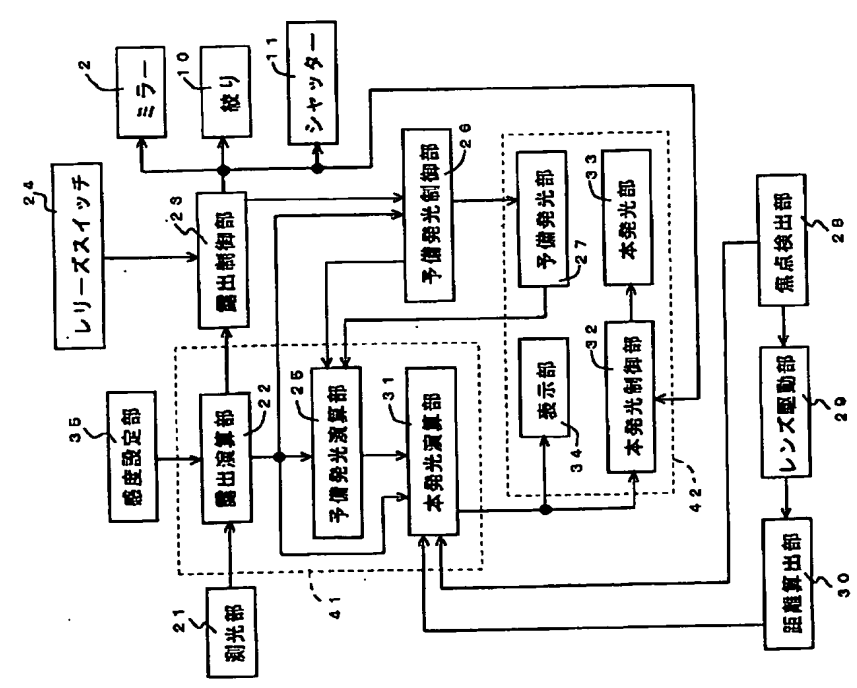 24
レリーズスイッチ
2
ミラー
10
絞り
11
シャッター
35
感度設定部
23
露出制御部
26
予備発光制御部
21
測光部
22
露出演算部
25
予備発光演算部
31
本発光演算部
41
予備発光部
27
33
本発光部
表示部
34
32
本発光制御部
42
28
焦点検出部
29
レンズ駆動部
30
距離算出部